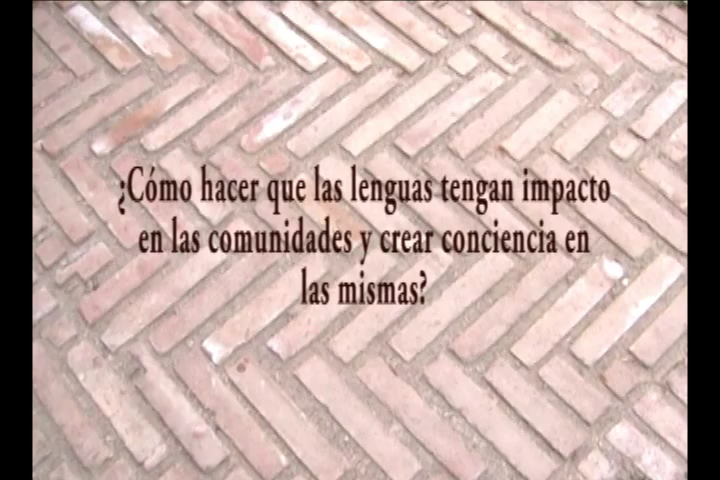 ¿Cómo hacer que las lenguas tengan impacto
en las comunidades y crear conciencia en
las mismas?